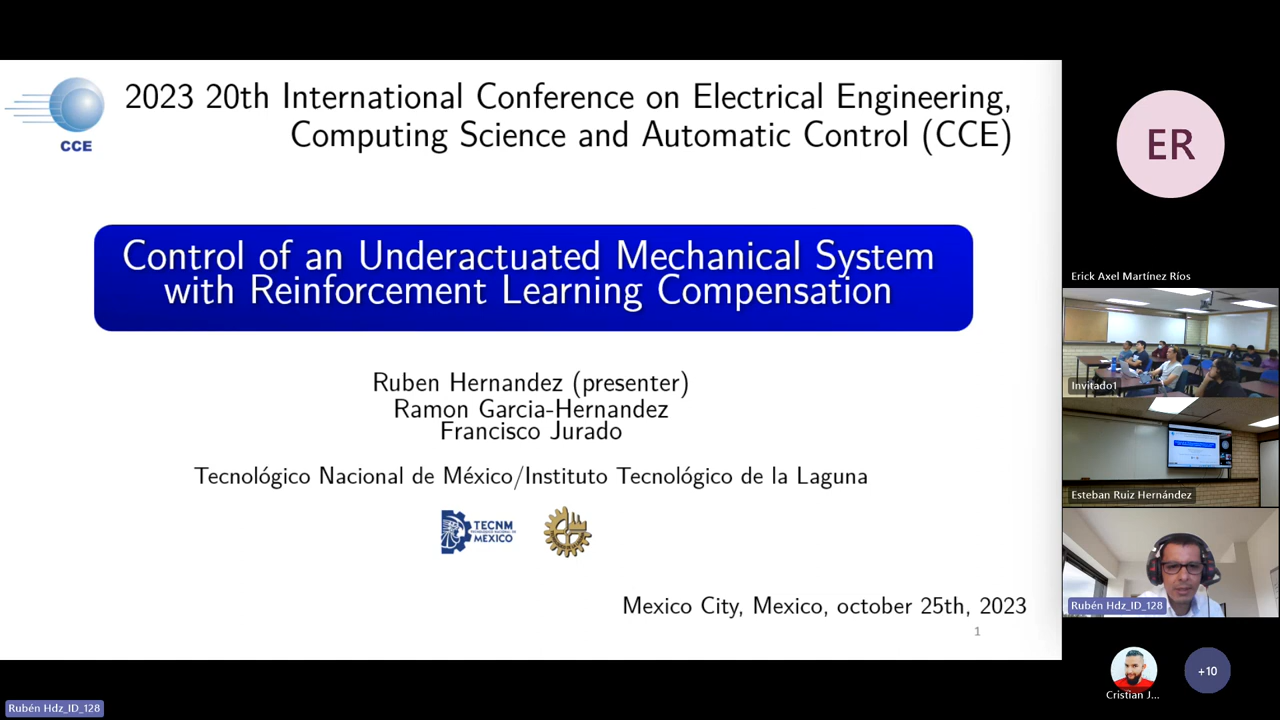 2023 20th International Conference on Electrical Engineering,
Computing Science and Automatic Control (CCE)
CCE
Control of an Underactuated Mechanical System
with Reinforcement Learning Compensation
Ruben Hernandez (presenter)
Ramon Garcia-Hernandez
Francisco Jurado
Tecnológico Nacional de México/Instituto Tecnológico de la Laguna
TECNM
MEXICO
Mexico City, Mexico, october 25th, 2023
1
ER
Erick Axel Martínez Ríos
Invitado1
Esteban Ruiz Hernández
Rubén Hdz_ID_128
Cristian J...
+10
Rubén Hdz_ID_128